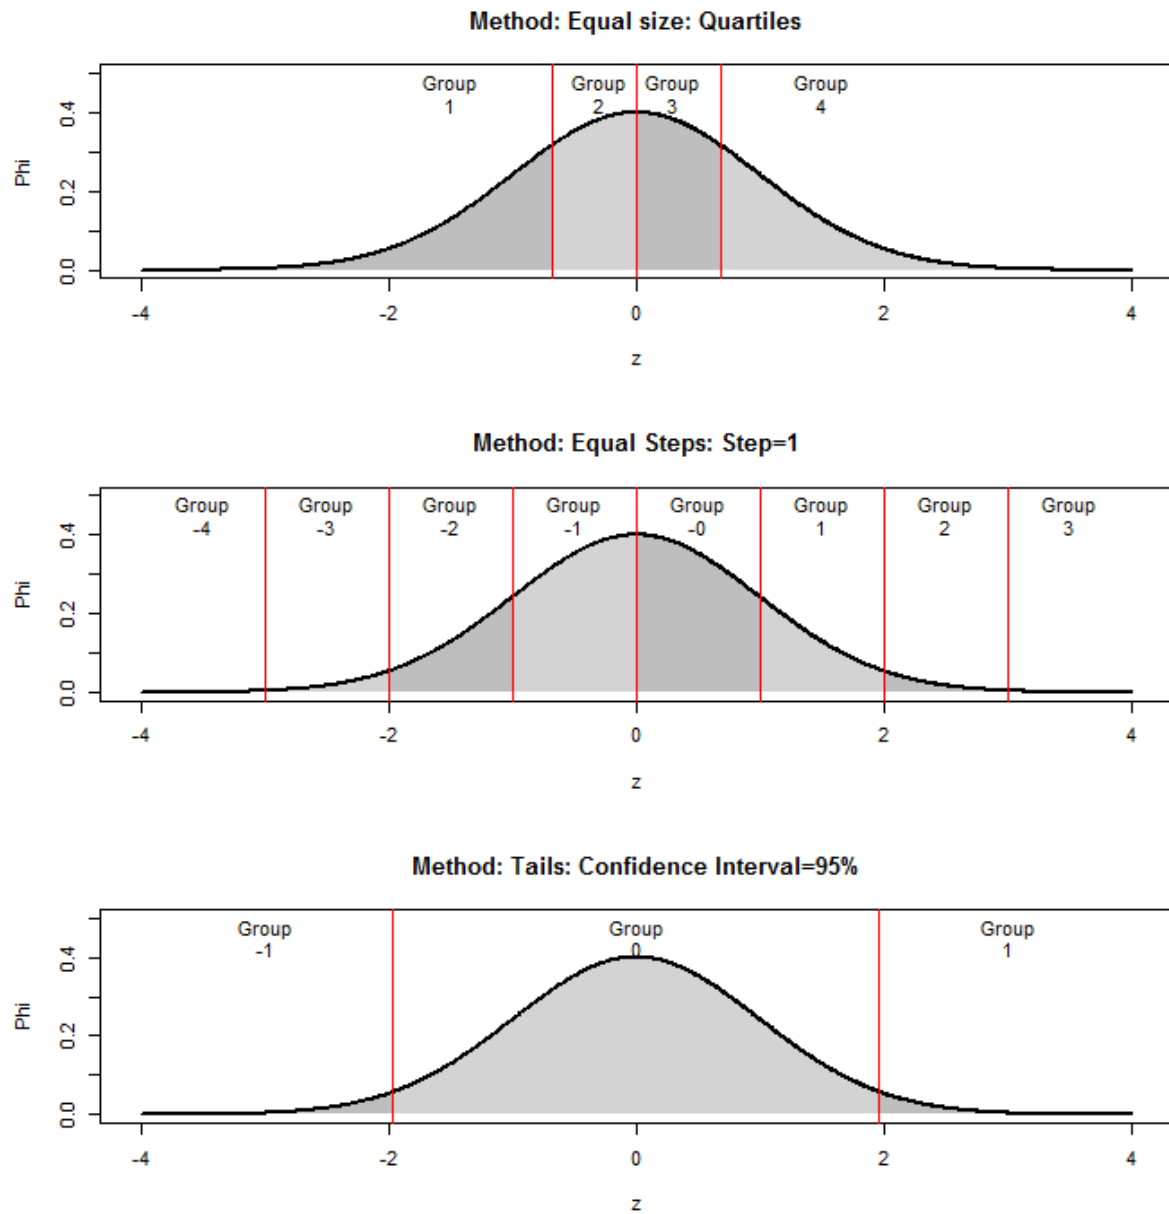 Method: Equal size: Quartiles
Group Group Group Group
1 2 3 4
0.4
0.2
0.0
Phi
-4 -2 0 2 4
z
Method: Equal Steps: Step=1
Group Group Group Group Group Group Group Group
-4 -3 -2 -1 -0 1 2 3
0.4
0.2
0.0
Phi
-4 -2 0 2 4
z
Method: Tails: Confidence Interval=95%
Group Group Group
-1 0 1
0.4
0.2
0.0
Phi
-4 -2 0 2 4
z